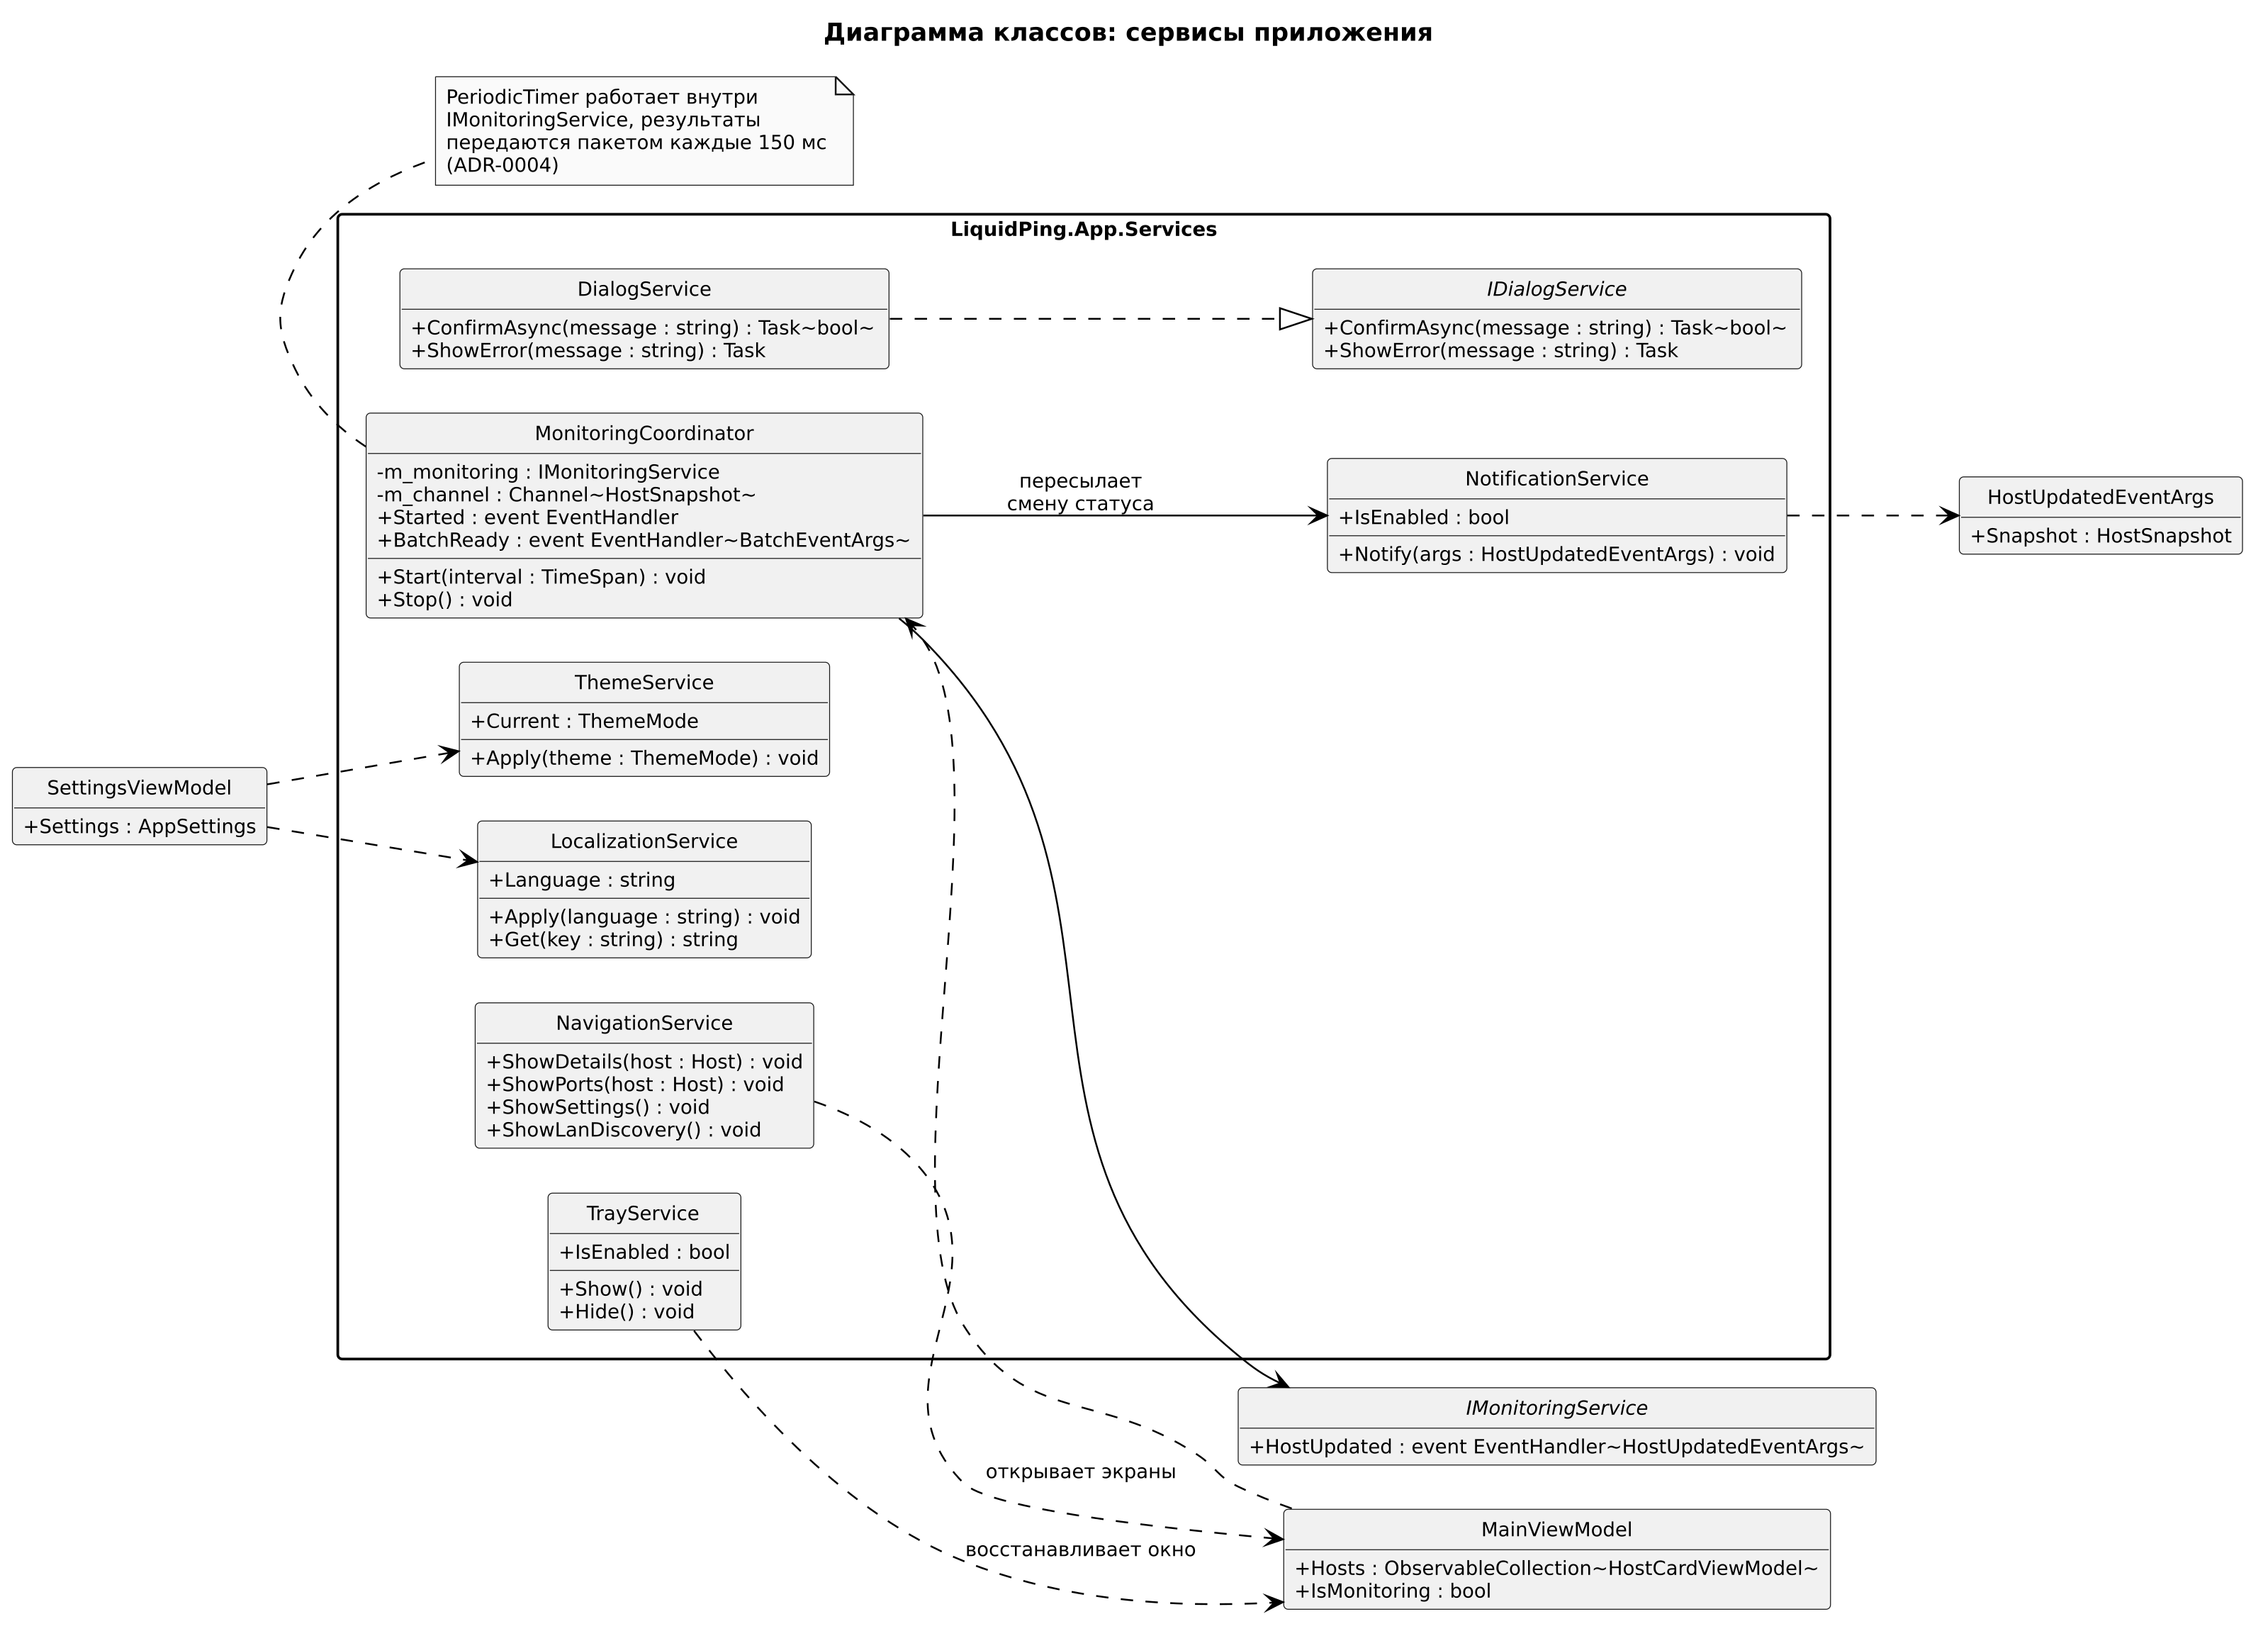 Диаграмма классов: сервисы приложения
PeriodicTimer работает внутри
IMonitoringService, результаты
передаются пакетом каждые 150 мс
(ADR-0004)
LiquidPing.App.Services
DialogService
+ConfirmAsync(message : string) : Task~bool~
+ShowError(message : string) : Task
IDialogService
+ConfirmAsync(message : string) : Task~bool~
+ShowError(message : string) : Task
MonitoringCoordinator
-m_monitoring : IMonitoringService
-m_channel : Channel~HostSnapshot~
+Started : event EventHandler
+BatchReady : event EventHandler~BatchEventArgs~
+Start(interval : TimeSpan) : void
+Stop() : void
пересылает
смену статуса
NotificationService
+IsEnabled : bool
+Notify(args : HostUpdatedEventArgs) : void
HostUpdatedEventArgs
+Snapshot : HostSnapshot
ThemeService
+Current : ThemeMode
+Apply(theme : ThemeMode) : void
SettingsViewModel
+Settings : AppSettings
LocalizationService
+Language : string
+Apply(language : string) : void
+Get(key : string) : string
NavigationService
+ShowDetails(host : Host) : void
+ShowPorts(host : Host) : void
+ShowSettings() : void
+ShowLanDiscovery() : void
TrayService
+IsEnabled : bool
+Show() : void
+Hide() : void
IMonitoringService
+HostUpdated : event EventHandler~HostUpdatedEventArgs~
открывает экраны
MainViewModel
+Hosts : ObservableCollection~HostCardViewModel~
+IsMonitoring : bool
восстанавливает окно